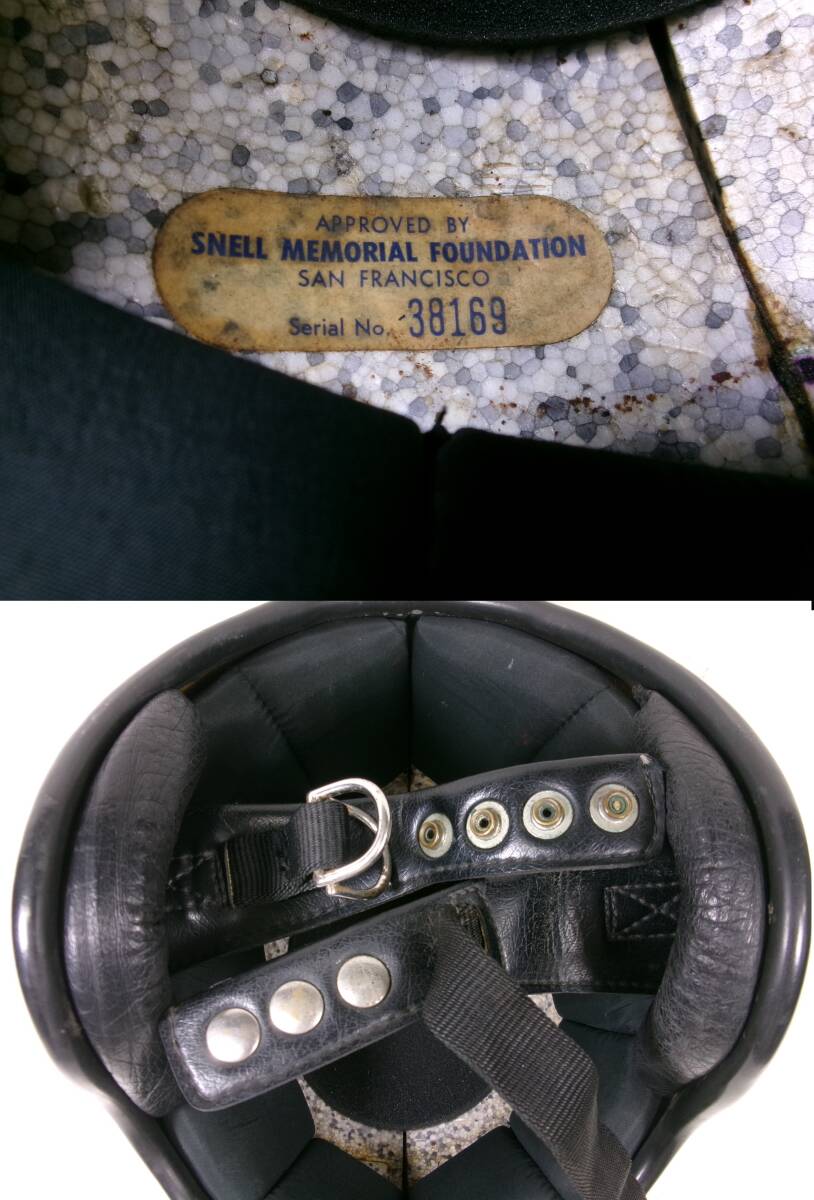 APPROVED BY
SNELL MEMORIAL FOUNDATION
SAN FRANCISCO
Serial No. 38169